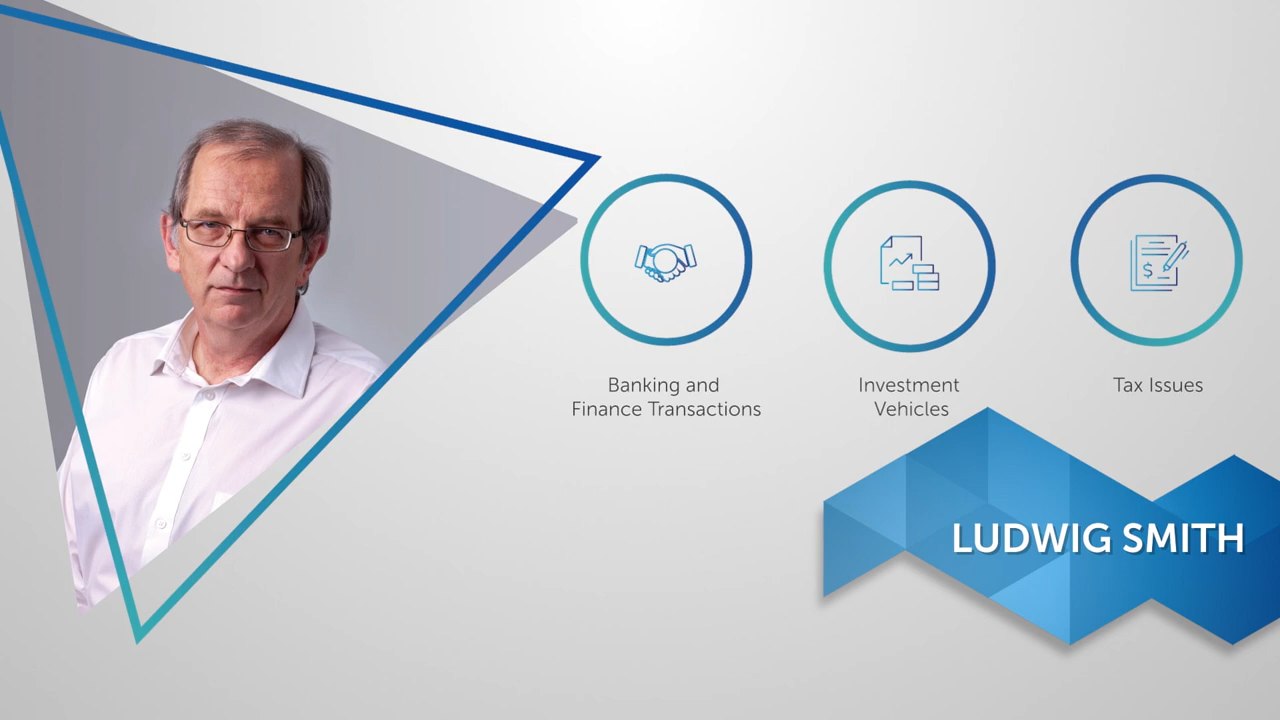 Banking and
Finance Transactions
Investment
Vehicles
Tax Issues
$
LUDWIG SMITH